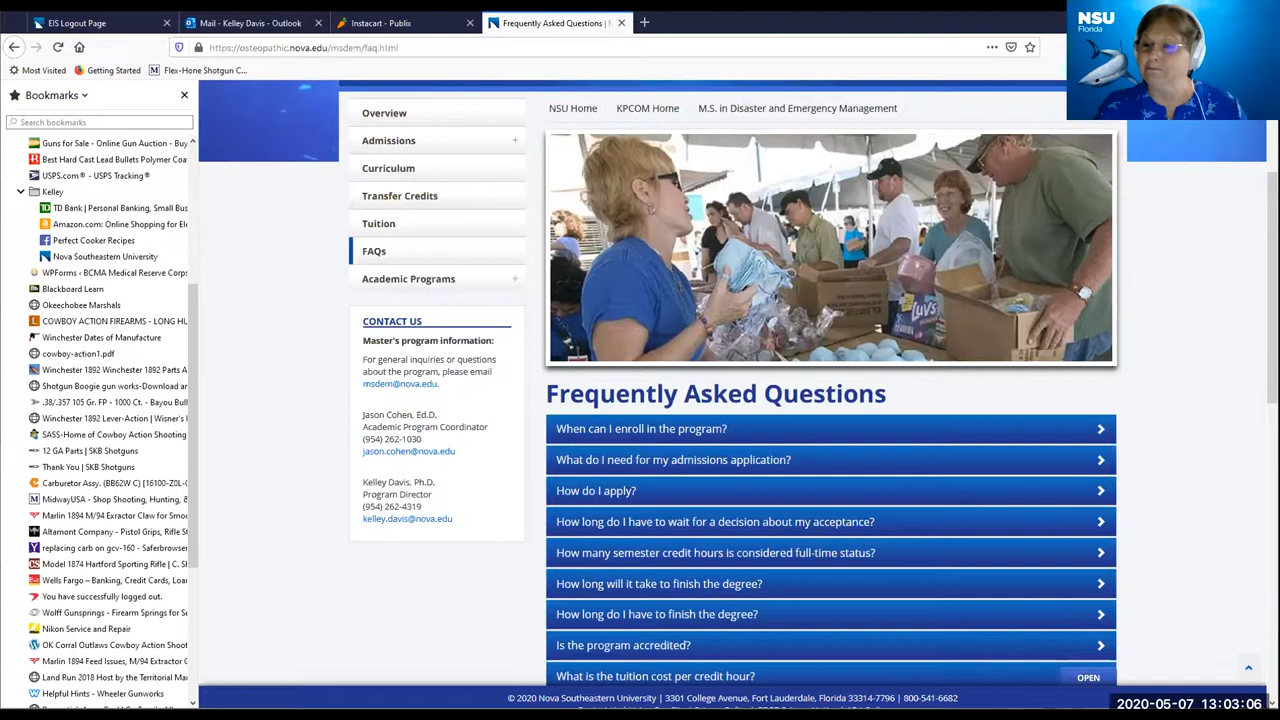 EIS Logout Page
Mail - Kelley Davis - Outlook
Instacart - Publix
Frequently Asked Questions |
NSU
Florida
https://osteopathic.nova.edu/msdem/faq.html
Most Visited
Getting Started
Flex-Hone Shotgun C...
Bookmarks
Search bookmarks
Guns for Sale - Online Gun Auction - Buy
Best Hard Cast Lead Bullets Polymer Coa
USPS.com® - USPS Tracking®
Kelley
TD Bank | Personal Banking, Small Bus
Amazon.com: Online Shopping for Ele
Perfect Cooker Recipes
Nova Southeastern University
WPForms ‹ BCMA Medical Reserve Corps
Blackboard Learn
Okeechobee Marshals
COWBOY ACTION FIREARMS - LONG HU
Winchester Dates of Manufacture
cowboy-action1.pdf
Winchester 1892 Winchester 1892 Parts A
Shotgun Boogie gun works-Download ar
.38/.357 105 Gr. FP - 1000 Ct. - Bayou Bull
Winchester 1892 Lever-Action | Wisner's
SASS-Home of Cowboy Action Shooting
12 GA Parts | SKB Shotguns
Thank You | SKB Shotguns
Carburetor Assy. (BB62W C) [16100-Z0L-
MidwayUSA - Shop Shooting, Hunting, &
Marlin 1894 M/94 Exractor Claw for Smoo
Altamont Company - Pistol Grips, Rifle St
replacing carb on gcv-160 - Saferbrowser
Model 1874 Hartford Sporting Rifle | C. Sh
Wells Fargo – Banking, Credit Cards, Loan
You have successfully logged out.
Wolff Gunsprings - Firearm Springs for Se
Nikon Service and Repair
OK Corral Outlaws Cowboy Action Shooti
Marlin 1894 Feed Issues, M/94 Extractor C
Land Run 2018 Host by the Territorial Mar
Helpful Hints - Wheeler Gunworks
Overview
Admissions
Curriculum
Transfer Credits
Tuition
FAQs
Academic Programs
CONTACT US
Master's program information:
For general inquiries or questions
about the program, please email
msdem@nova.edu.
Jason Cohen, Ed.D.
Academic Program Coordinator
(954) 262-1030
jason.cohen@nova.edu
Kelley Davis, Ph.D.
Program Director
(954) 262-4319
kelley.davis@nova.edu
NSU Home KPCOM Home M.S. in Disaster and Emergency Management
Luvs
Frequently Asked Questions
When can I enroll in the program?
What do I need for my admissions application?
How do I apply?
How long do I have to wait for a decision about my acceptance?
How many semester credit hours is considered full-time status?
How long will it take to finish the degree?
How long do I have to finish the degree?
Is the program accredited?
What is the tuition cost per credit hour?
OPEN
© 2020 Nova Southeastern University | 3301 College Avenue, Fort Lauderdale, Florida 33314-7796 | 800-541-6682
2020-05-07 13:03:06